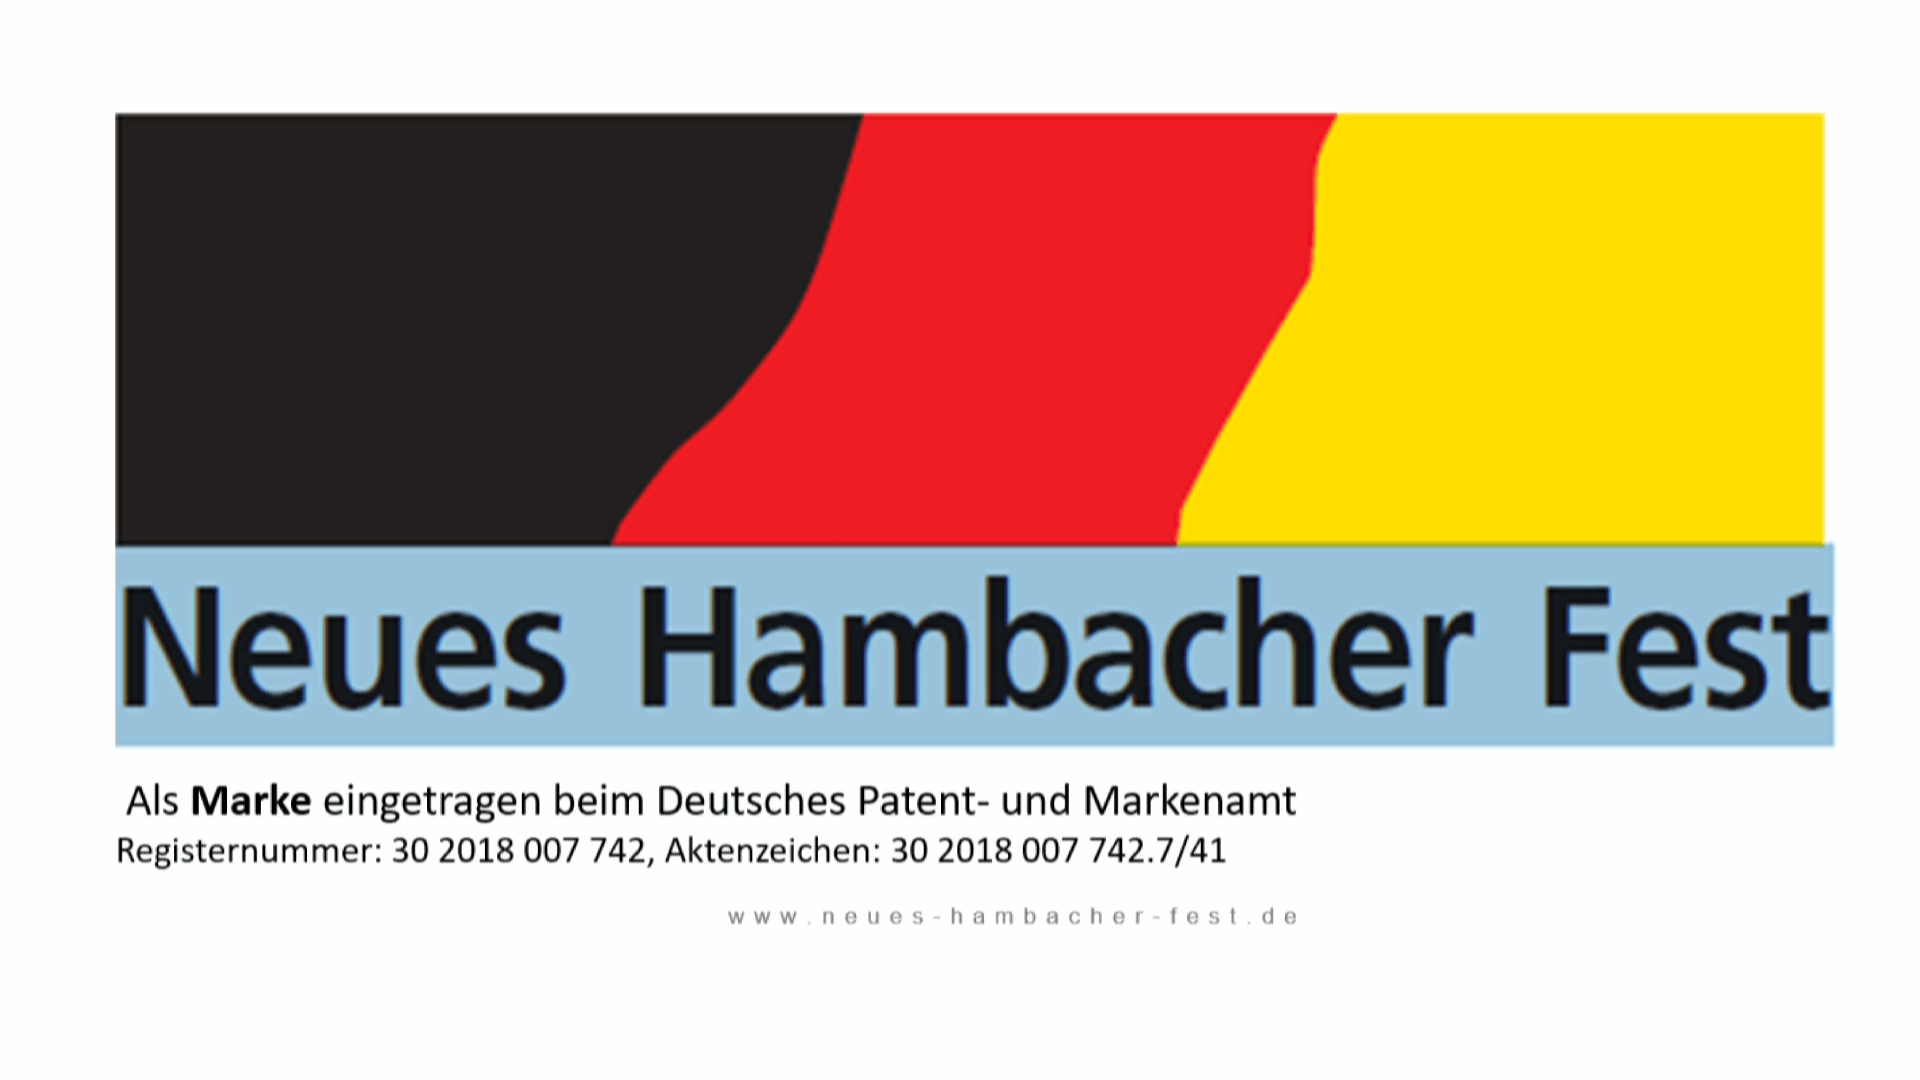 Neues Hambacher Fest
Als Marke eingetragen beim Deutsches Patent- und Markenamt
Registernummer: 30 2018 007 742, Aktenzeichen: 30 2018 007 742.7/41
www.neues-hambacher-fest.de